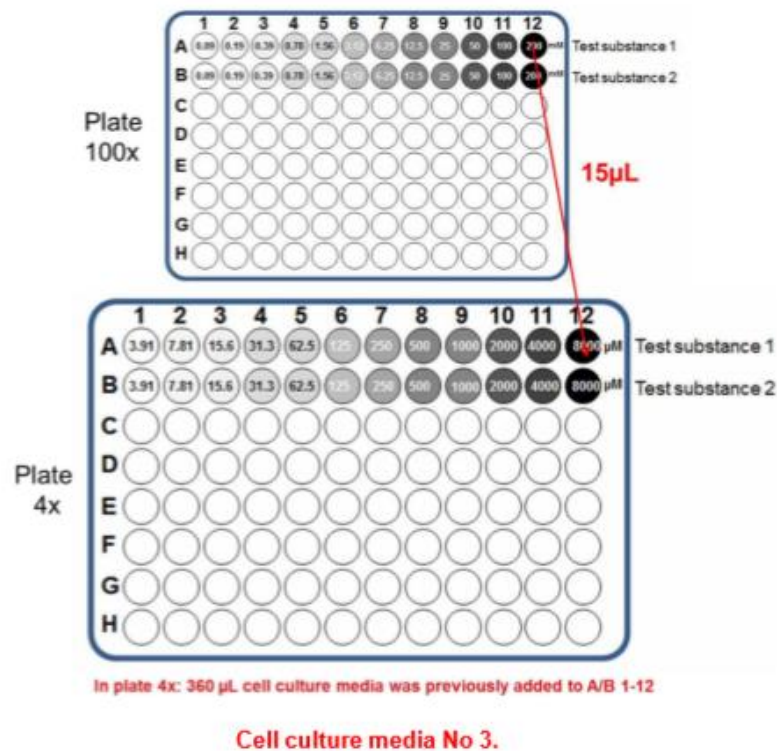 1 2 3 4 5 6 7 8 9 10 11 12
A 0.09 0.19 0.39 0.78 1.56 3.12 6.25 12.5 25 50 100 200 mM Test substance 1
B 0.09 0.19 0.39 0.78 1.56 3.12 6.25 12.5 25 50 100 200 mM Test substance 2
C
Plate
100x
D
E
15µL
F
G
H
1 2 3 4 5 6 7 8 9 10 11 12
A 3.91 7.81 15.6 31.3 62.5 125 250 500 1000 2000 4000 8000 µM Test substance 1
B 3.91 7.81 15.6 31.3 62.5 125 250 500 1000 2000 4000 8000 µM Test substance 2
C
D
Plate
4x
E
F
G
H
In plate 4x: 360 µL cell culture media was previously added to A/B 1-12
Cell culture media No 3.